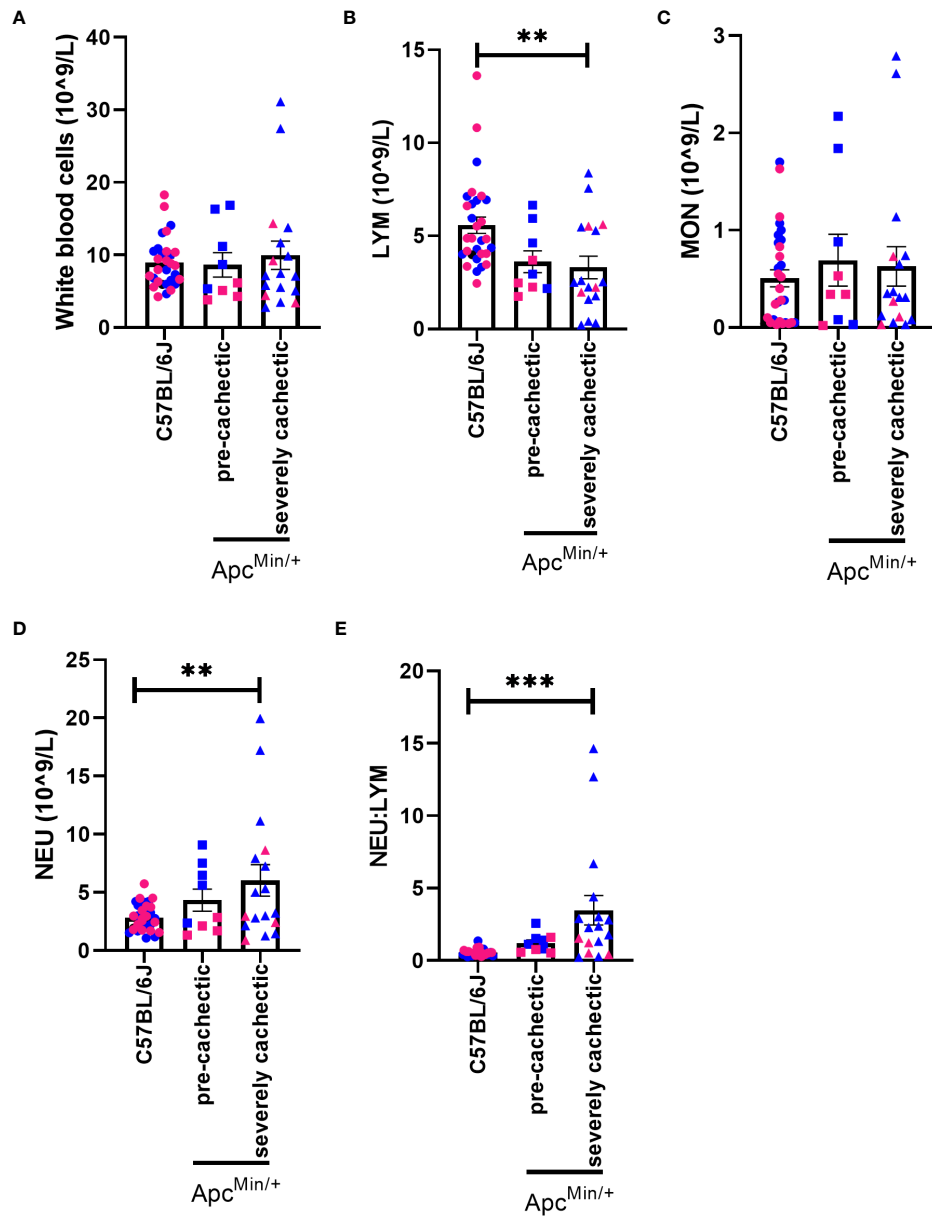 A
White blood cells (10^9/L)
40
30
20
10
0
C57BL/6J
pre-cachectic
severely cachectic
Apc^Min/+
B
LYM (10^9/L)
15
10
5
0
**
C57BL/6J
pre-cachectic
severely cachectic
Apc^Min/+
C
MON (10^9/L)
3
2
1
0
C57BL/6J
pre-cachectic
severely cachectic
Apc^Min/+
D
NEU (10^9/L)
25
20
15
10
5
0
**
C57BL/6J
pre-cachectic
severely cachectic
Apc^Min/+
E
NEU:LYM
20
15
10
5
0
***
C57BL/6J
pre-cachectic
severely cachectic
Apc^Min/+